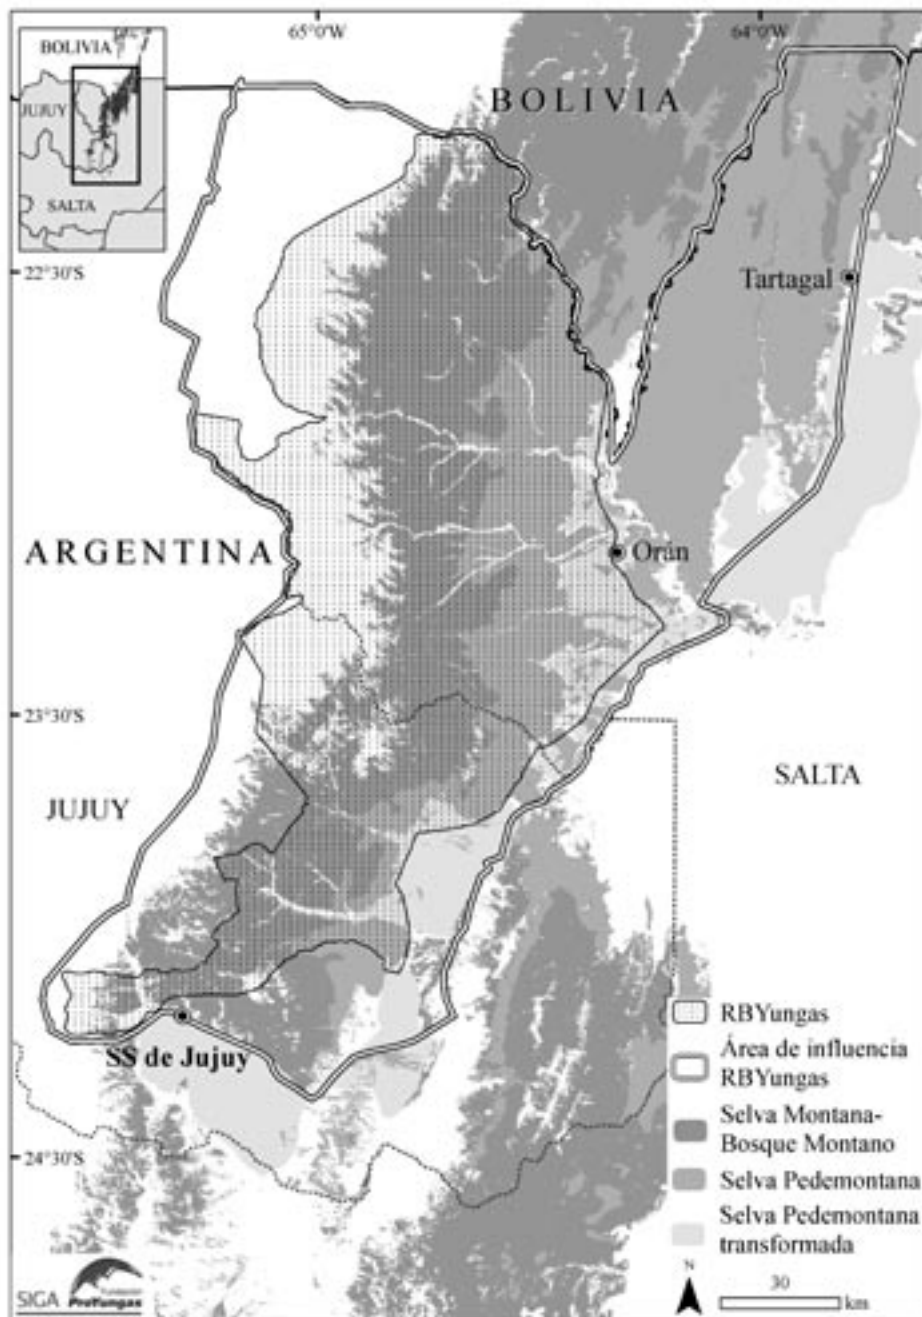 65°0'W
64°0'W
BOLIVIA
JUJUY
SALTA
BOLIVIA
22°30'S
Tartagal
ARGENTINA
Orán
23°30'S
SALTA
JUJUY
SS de Jujuy
24°30'S
RBYungas
Área de influencia
RBYungas
Selva Montana-
Bosque Montano
Selva Pedemontana
Selva Pedemontana
transformada
SIGA
FUNDACIÓN
ProYungas
N
30
km